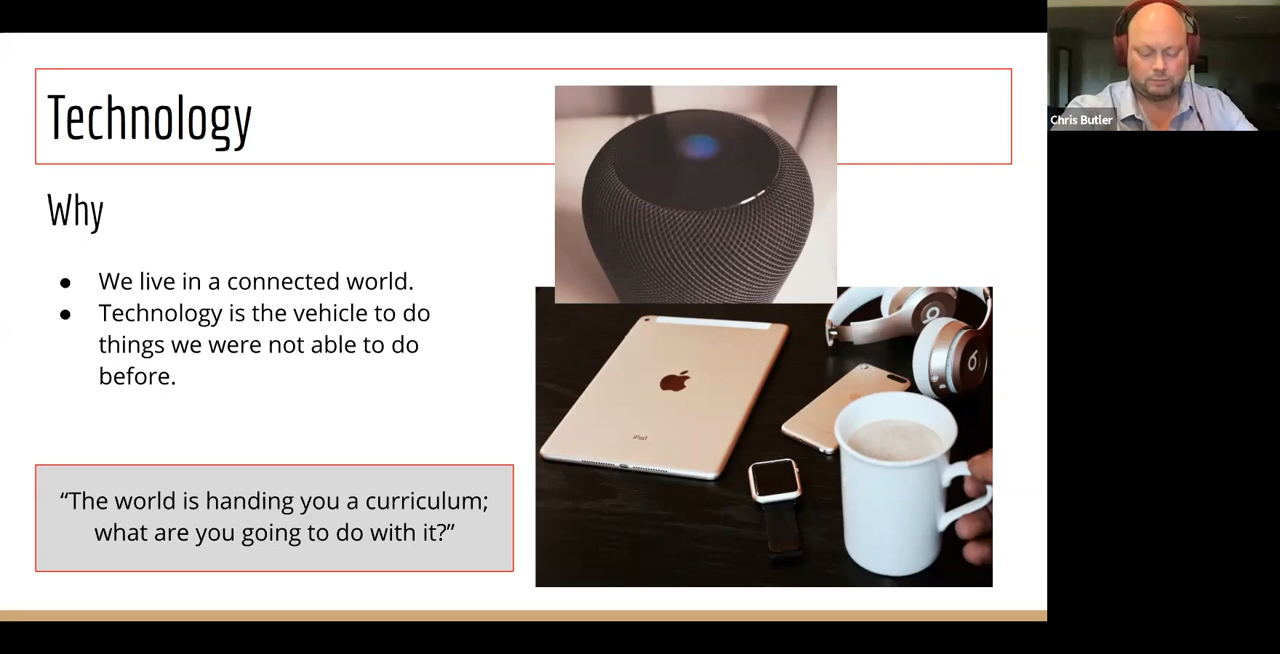 Technology
Why
● We live in a connected world.
● Technology is the vehicle to do
things we were not able to do
before.
“The world is handing you a curriculum;
what are you going to do with it?”
iPad
Chris Butler